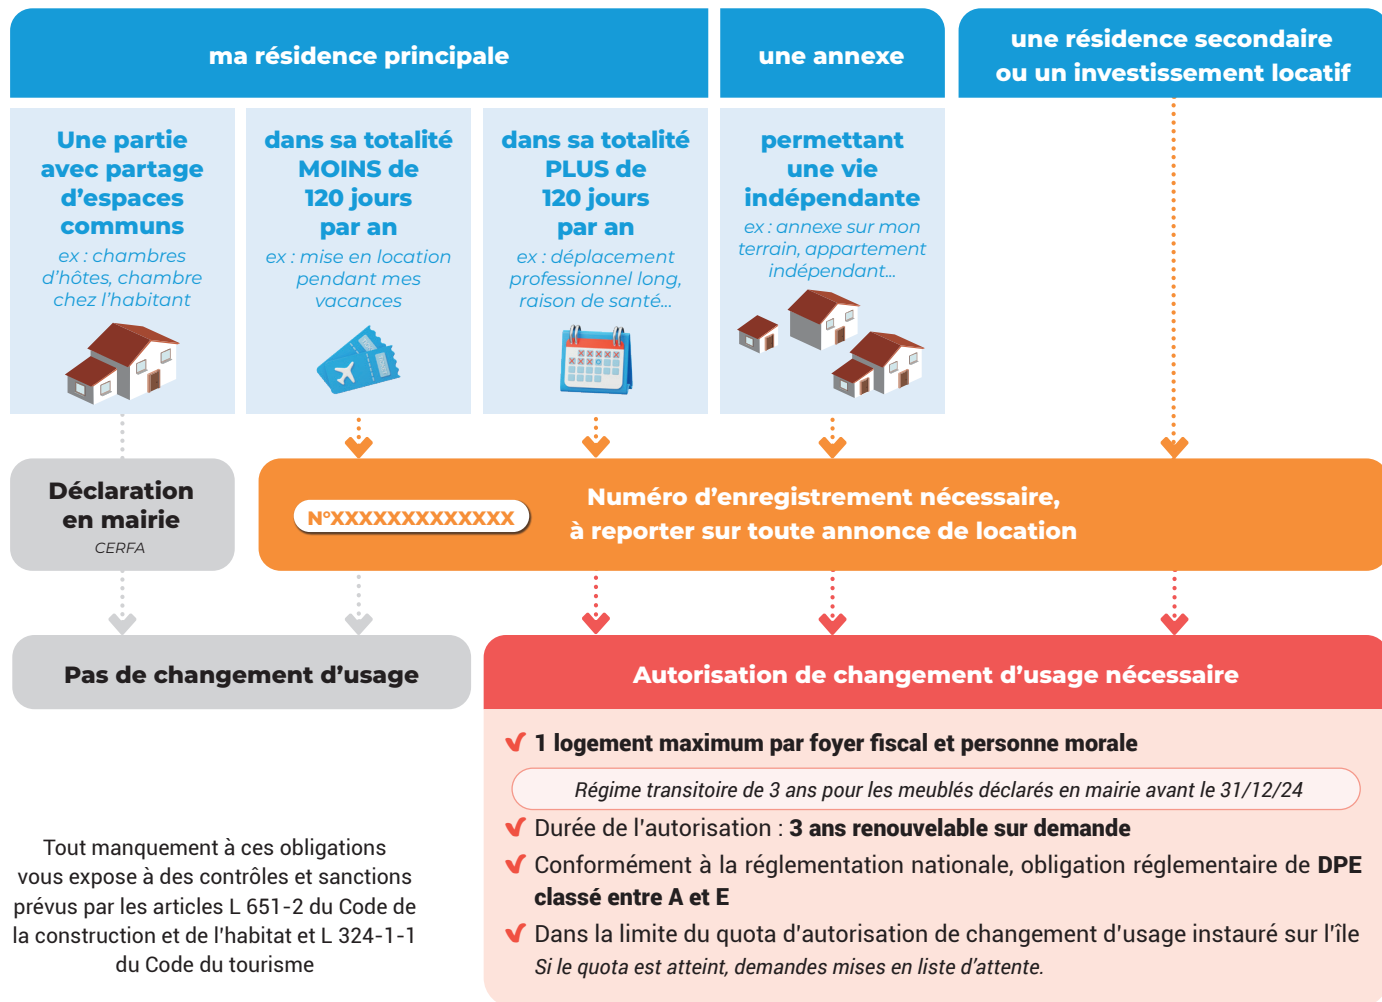 ma résidence principale
une annexe
une résidence secondaire
ou un investissement locatif
Une partie
avec partage
d'espaces
communs
ex : chambres
d'hôtes, chambre
chez l'habitant
dans sa totalité
MOINS de
120 jours
par an
ex : mise en location
pendant mes
vacances
dans sa totalité
PLUS de
120 jours
par an
ex : déplacement
professionnel long,
raison de santé...
permettant
une vie
indépendante
ex : annexe sur mon
terrain, appartement
indépendant...
Déclaration
en mairie
CERFA
N°XXXXXXXXXXXXX
Numéro d'enregistrement nécessaire,
à reporter sur toute annonce de location
Pas de changement d'usage
Autorisation de changement d'usage nécessaire
1 logement maximum par foyer fiscal et personne morale
Régime transitoire de 3 ans pour les meublés déclarés en mairie avant le 31/12/24
Durée de l'autorisation : 3 ans renouvelable sur demande
Conformément à la réglementation nationale, obligation réglementaire de DPE
classé entre A et E
Dans la limite du quota d'autorisation de changement d'usage instauré sur l'île
Si le quota est atteint, demandes mises en liste d'attente.
Tout manquement à ces obligations
vous expose à des contrôles et sanctions
prévus par les articles L 651-2 du Code de
la construction et de l'habitat et L 324-1-1
du Code du tourisme